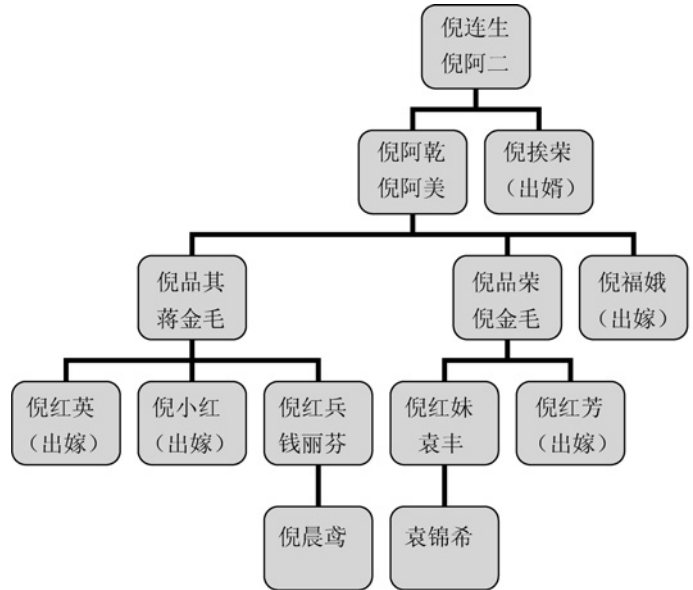 倪连生
倪阿二
倪阿乾
倪阿美
倪挨荣
（出婿）
倪品其
蒋金毛
倪品荣
倪金毛
倪福娥
（出嫁）
倪红英
（出嫁）
倪小红
（出嫁）
倪红兵
钱丽芬
倪红妹
袁丰
倪红芳
（出嫁）
倪晨鸢
袁锦希